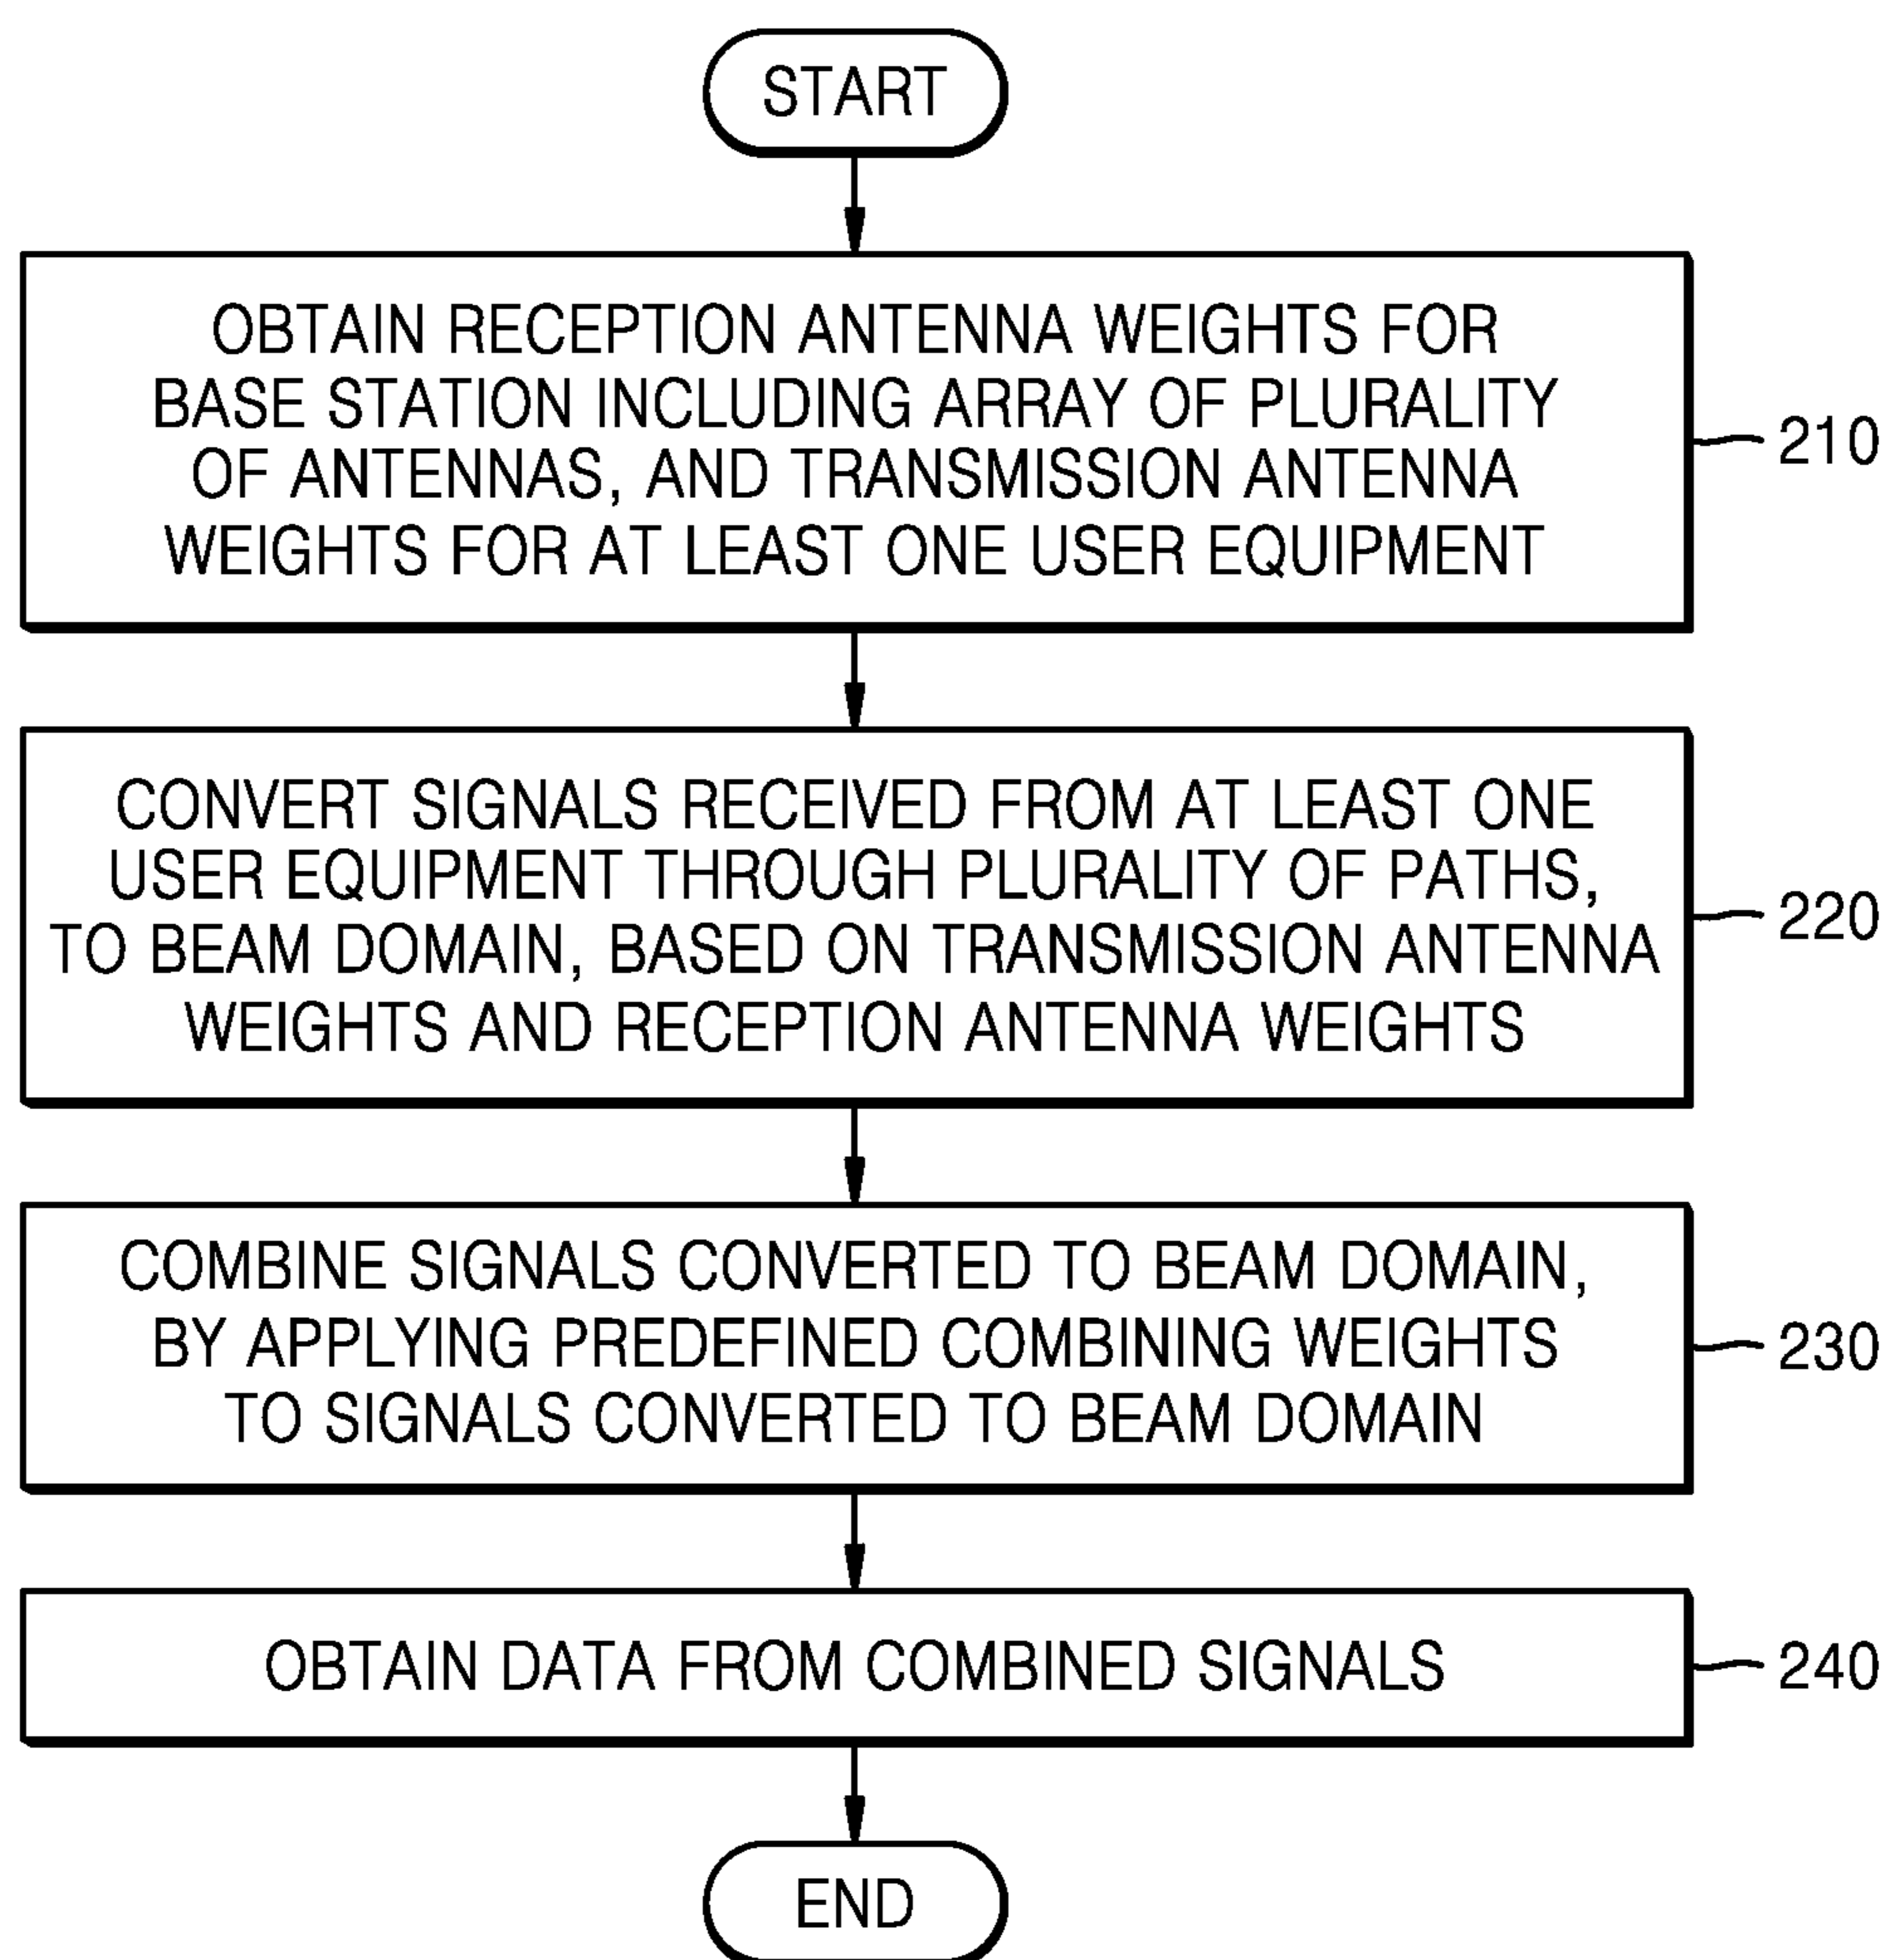 START
OBTAIN RECEPTION ANTENNA WEIGHTS FOR
BASE STATION INCLUDING ARRAY OF PLURALITY
OF ANTENNAS, AND TRANSMISSION ANTENNA
WEIGHTS FOR AT LEAST ONE USER EQUIPMENT
210
CONVERT SIGNALS RECEIVED FROM AT LEAST ONE
USER EQUIPMENT THROUGH PLURALITY OF PATHS,
TO BEAM DOMAIN, BASED ON TRANSMISSION ANTENNA
WEIGHTS AND RECEPTION ANTENNA WEIGHTS
220
COMBINE SIGNALS CONVERTED TO BEAM DOMAIN,
BY APPLYING PREDEFINED COMBINING WEIGHTS
TO SIGNALS CONVERTED TO BEAM DOMAIN
230
OBTAIN DATA FROM COMBINED SIGNALS
240
END